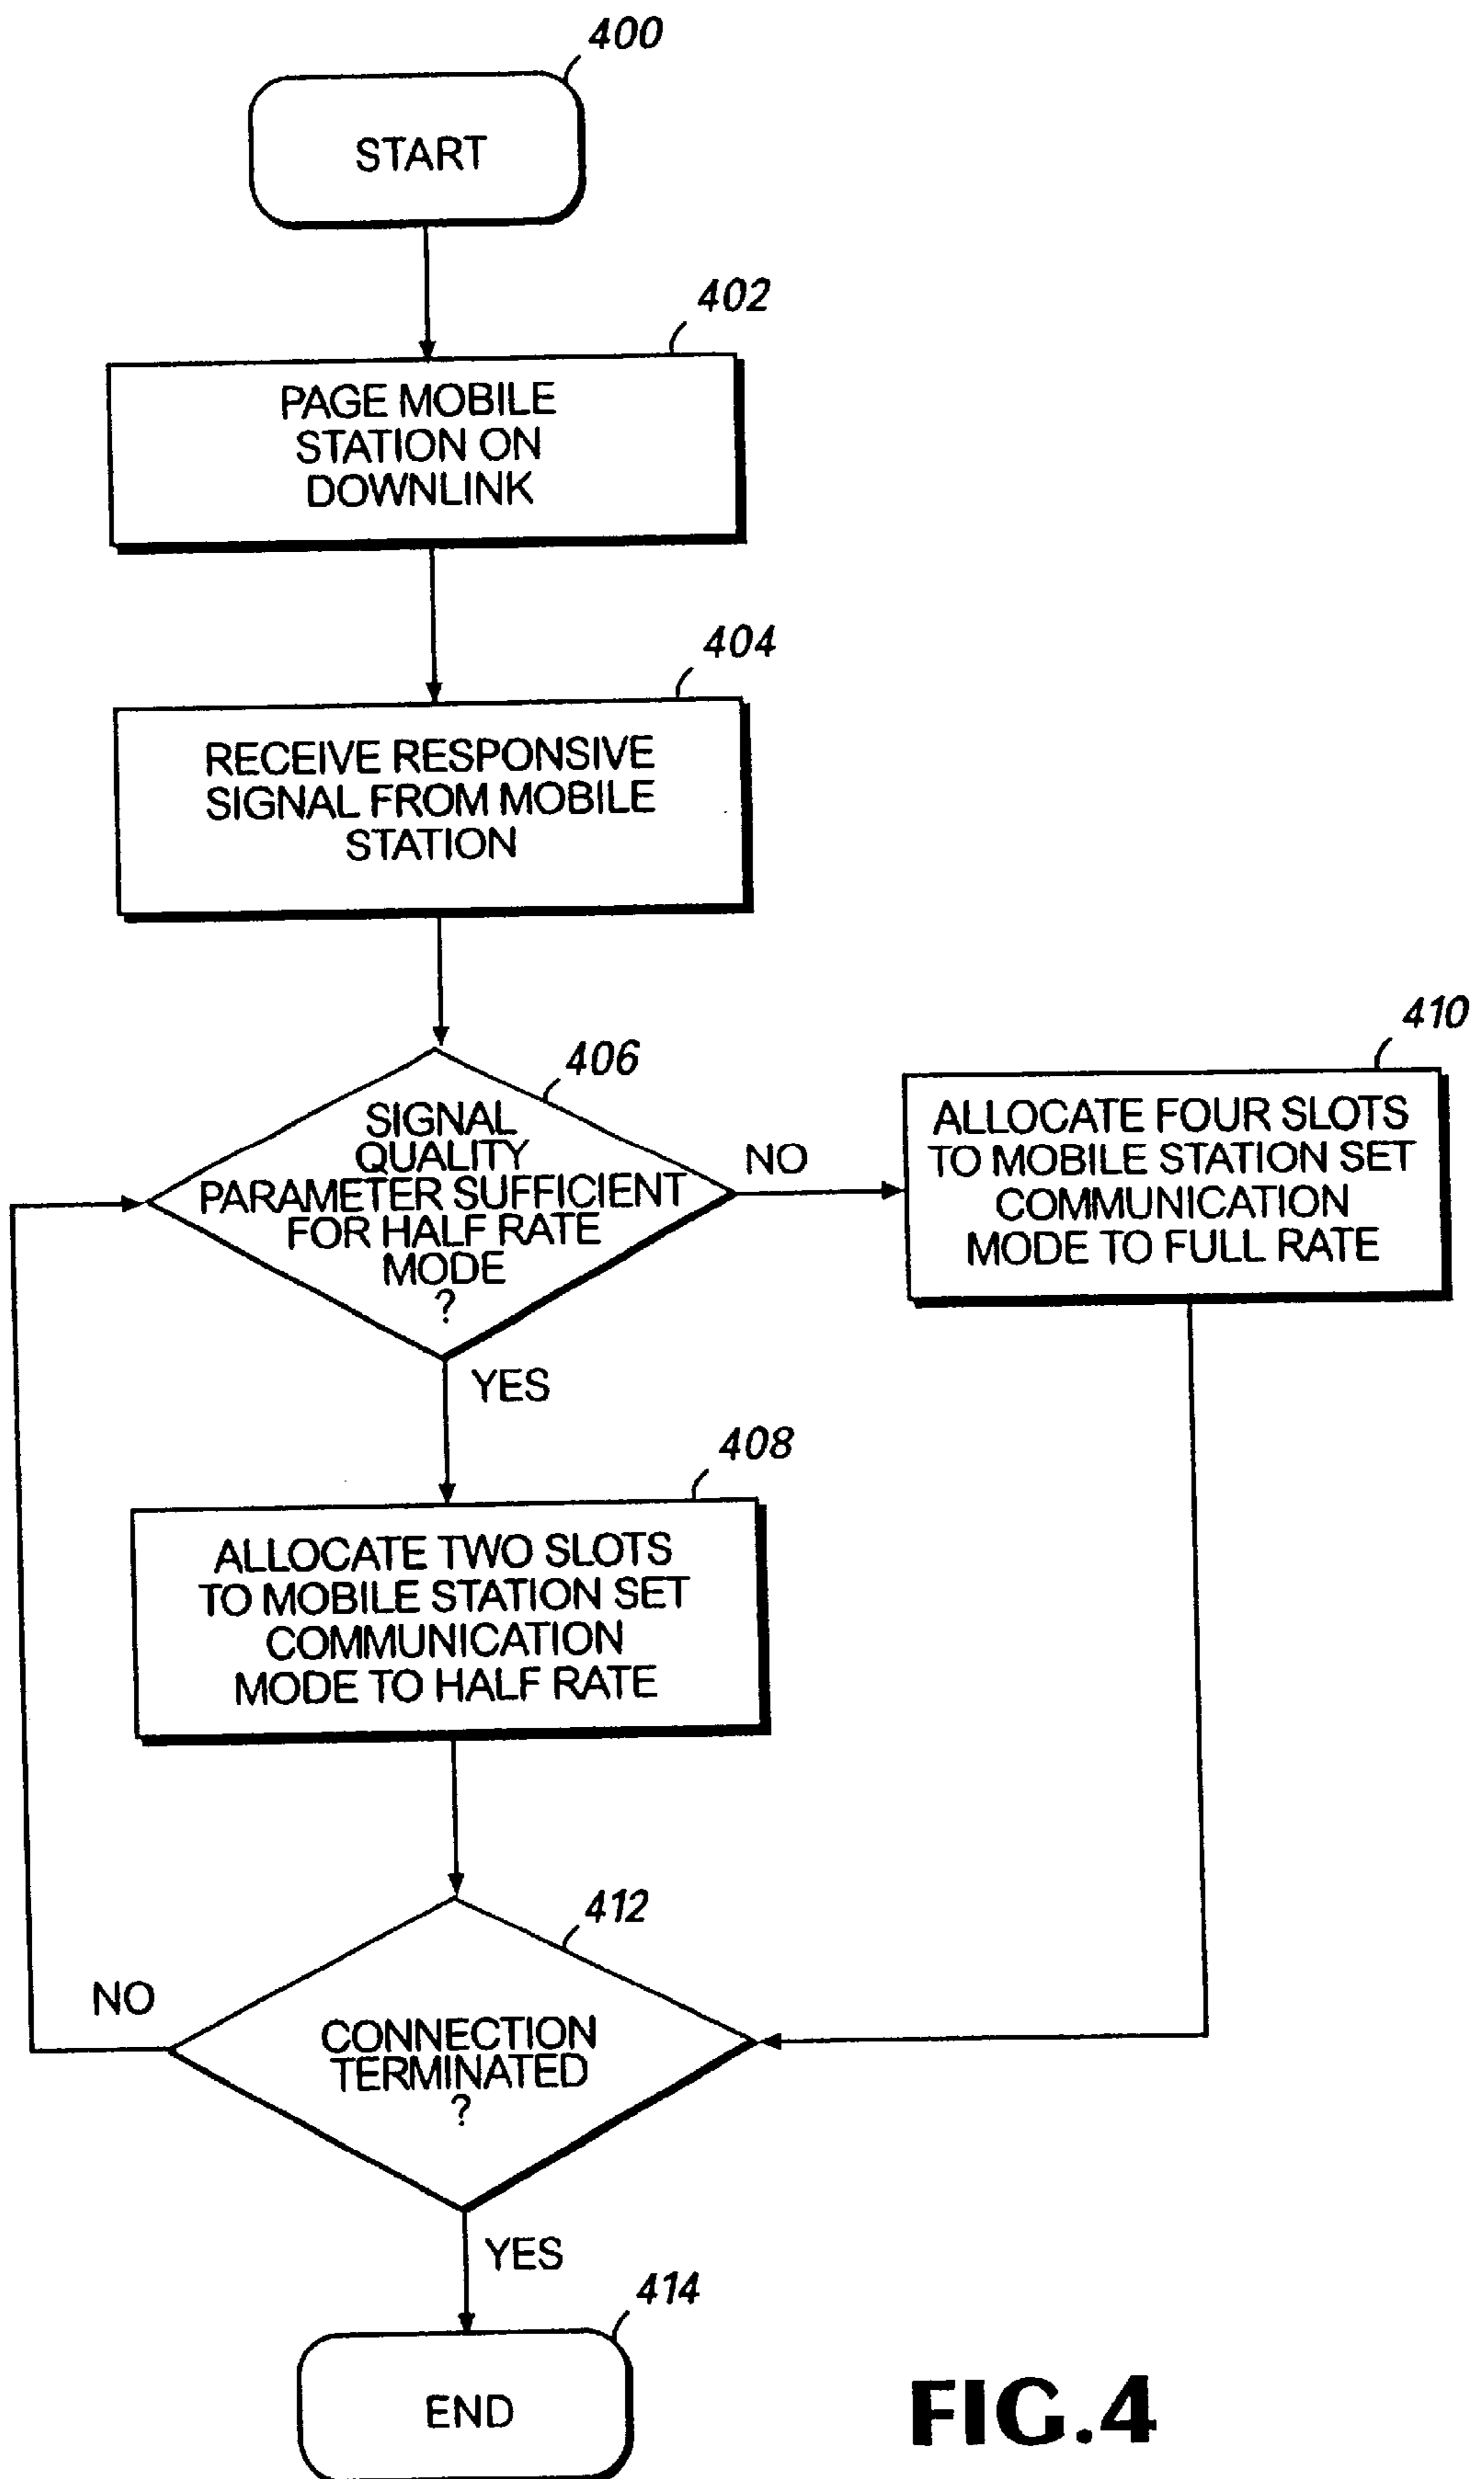 400
START
402
PAGE MOBILE
STATION ON
DOWNLINK
404
RECEIVE RESPONSIVE
SIGNAL FROM MOBILE
STATION
406
SIGNAL
QUALITY
PARAMETER SUFFICIENT
FOR HALF RATE
MODE
?
NO
410
ALLOCATE FOUR SLOTS
TO MOBILE STATION SET
COMMUNICATION
MODE TO FULL RATE
YES
408
ALLOCATE TWO SLOTS
TO MOBILE STATION SET
COMMUNICATION
MODE TO HALF RATE
412
NO
CONNECTION
TERMINATED
?
YES
414
END
FIG.4